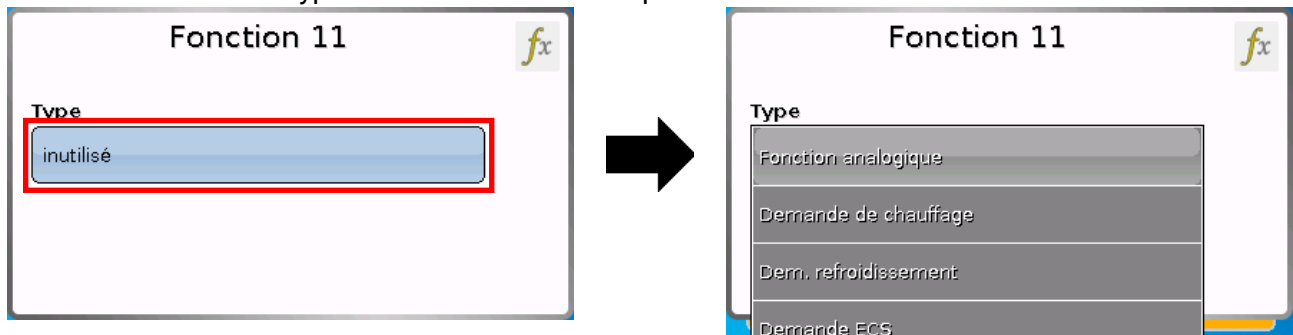 Fonction 11
fx
Type
inutilisé
Fonction 11
fx
Type
Fonction analogique
Demande de chauffage
Dem. refroidissement
Demande ECS